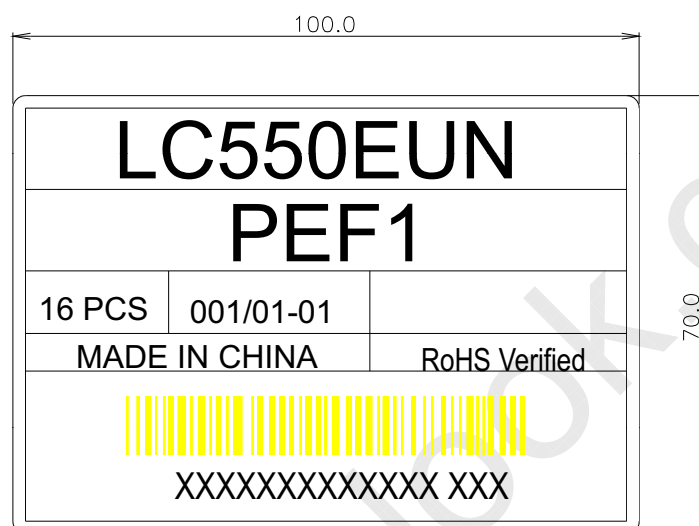 100.0
LC550EUN
PEF1
70.0
16 PCS 001/01-01
MADE IN CHINA RoHS Verified
XXXXXXXXXXXXX XXX